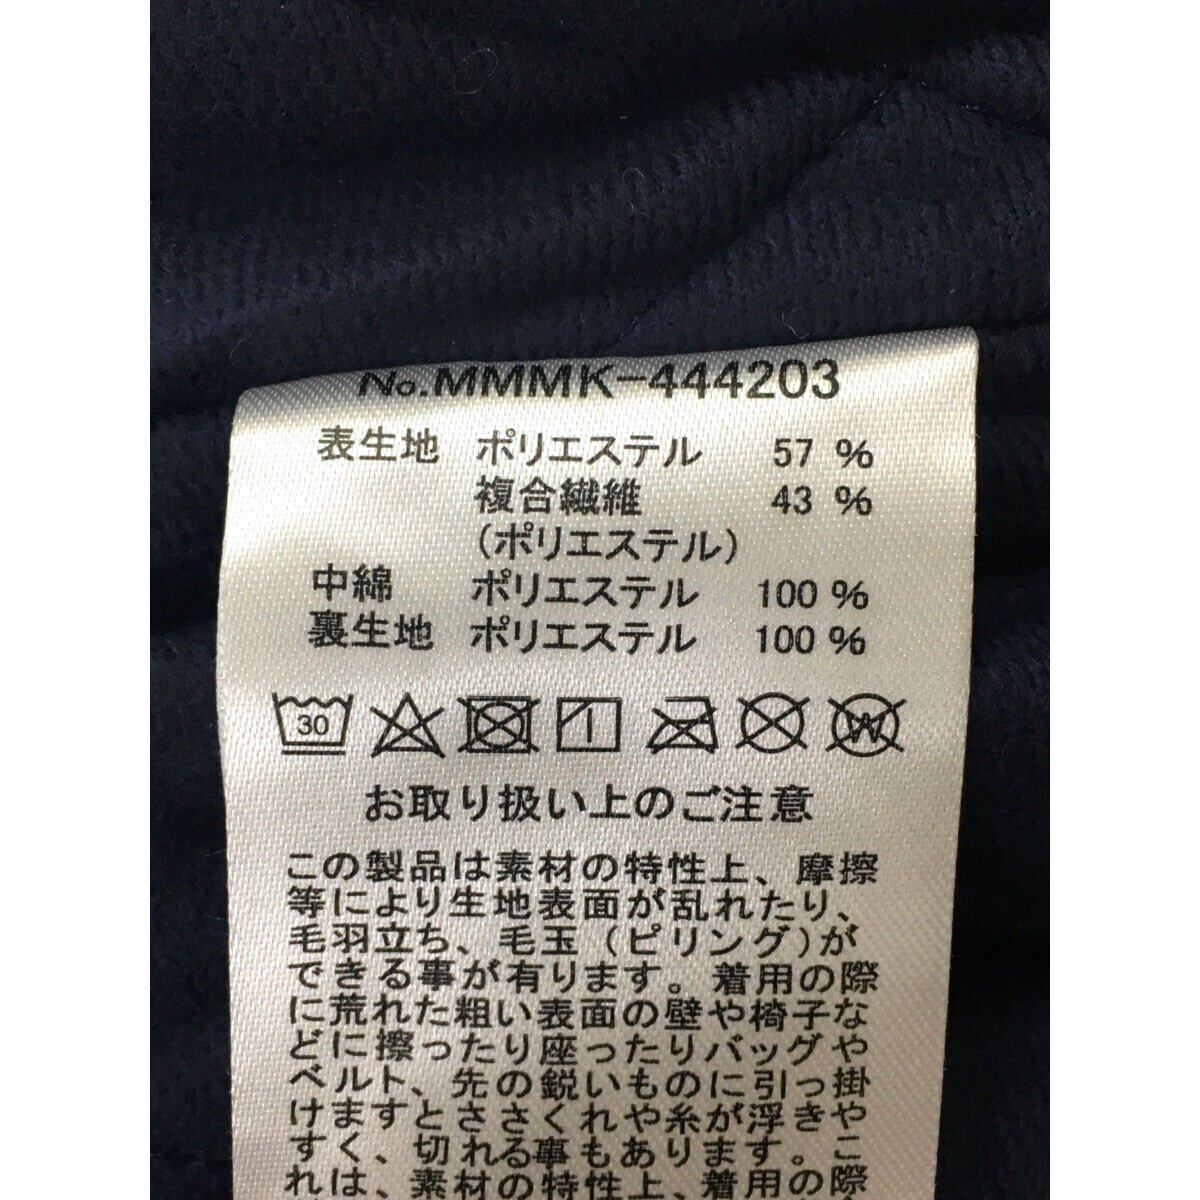 No.MMMK-444203
表生地 ポリエステル 57 %
複合繊維 43 %
(ポリエステル)
中綿 ポリエステル 100 %
裏生地 ポリエステル 100 %
30
W
お取り扱い上のご注意
この製品は素材の特性上、摩擦
等により生地表面が乱れたり、
毛羽立ち、毛玉(ピリング)が
できる事が有ります。着用の際
に荒れた粗い表面の壁や椅子な
どに擦ったり座ったりバッグや
ベルト、先の鋭いものに引っ掛
けますとささくれや糸が浮きや
すく、切れる事もあります。こ
れは、素材の特性上、着用の際